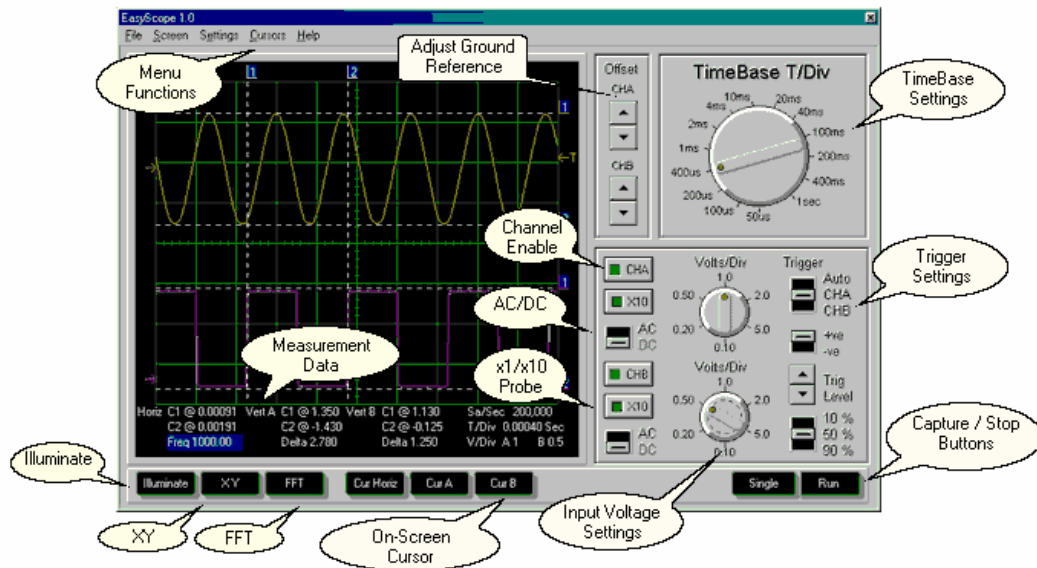 EasyScope 1.0
File Screen Settings Cursors Help
Menu
Functions
Adjust Ground
Reference
1
2
1
T
1
Measurement
Data
Horiz C1 @ 0.00091 Vert A C1 @ 1.350 Vert B C1 @ 1.130 Sa/Sec 200,000
C2 @ 0.00191 C2 @ -1.430 C2 @ -0.125 T/Div 0.00040 Sec
Freq 1000.00 Delta 2.780 Delta 1.250 V/Div A 1 B 0.5
Offset
CHA
CHB
TimeBase T/Div
10ms
20ms
4ms
40ms
2ms
100ms
1ms
200ms
400us
400ms
200us
1sec
100us
50us
TimeBase
Settings
Channel
Enable
CHA
X10
AC
DC
AC/DC
x1/x10
Probe
CHB
X10
AC
DC
Volts/Div
1.0
0.50
2.0
0.20
5.0
0.10
Volts/Div
1.0
0.50
2.0
0.20
5.0
0.10
Trigger
Auto
CHA
CHB
+ve
-ve
Trig
Level
10 %
50 %
90 %
Trigger
Settings
Capture / Stop
Buttons
Illuminate
Illuminate
XY
FFT
Cur Horiz
Cur A
Cur B
Single
Run
XY
FFT
On-Screen
Cursor
Input Voltage
Settings